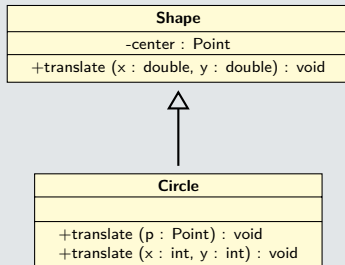 Shape
-center : Point
+translate (x : double, y : double) : void
Circle
+translate (p : Point) : void
+translate (x : int, y : int) : void